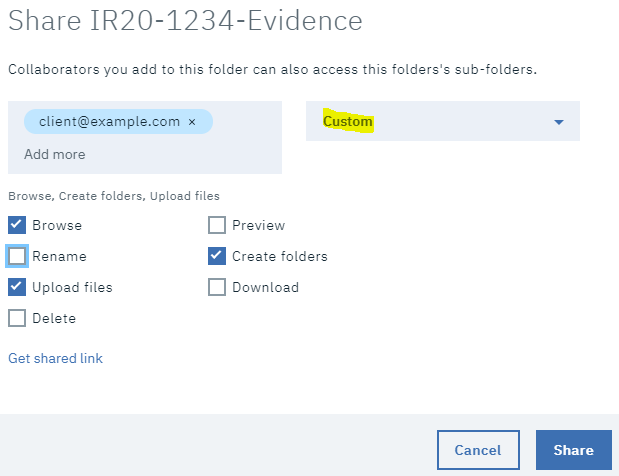 Share IR20-1234-Evidence
Collaborators you add to this folder can also access this folders's sub-folders.
client@example.com ×
Custom
Add more
Browse, Create folders, Upload files
Browse
Preview
Rename
Create folders
Upload files
Download
Delete
Get shared link
Cancel
Share